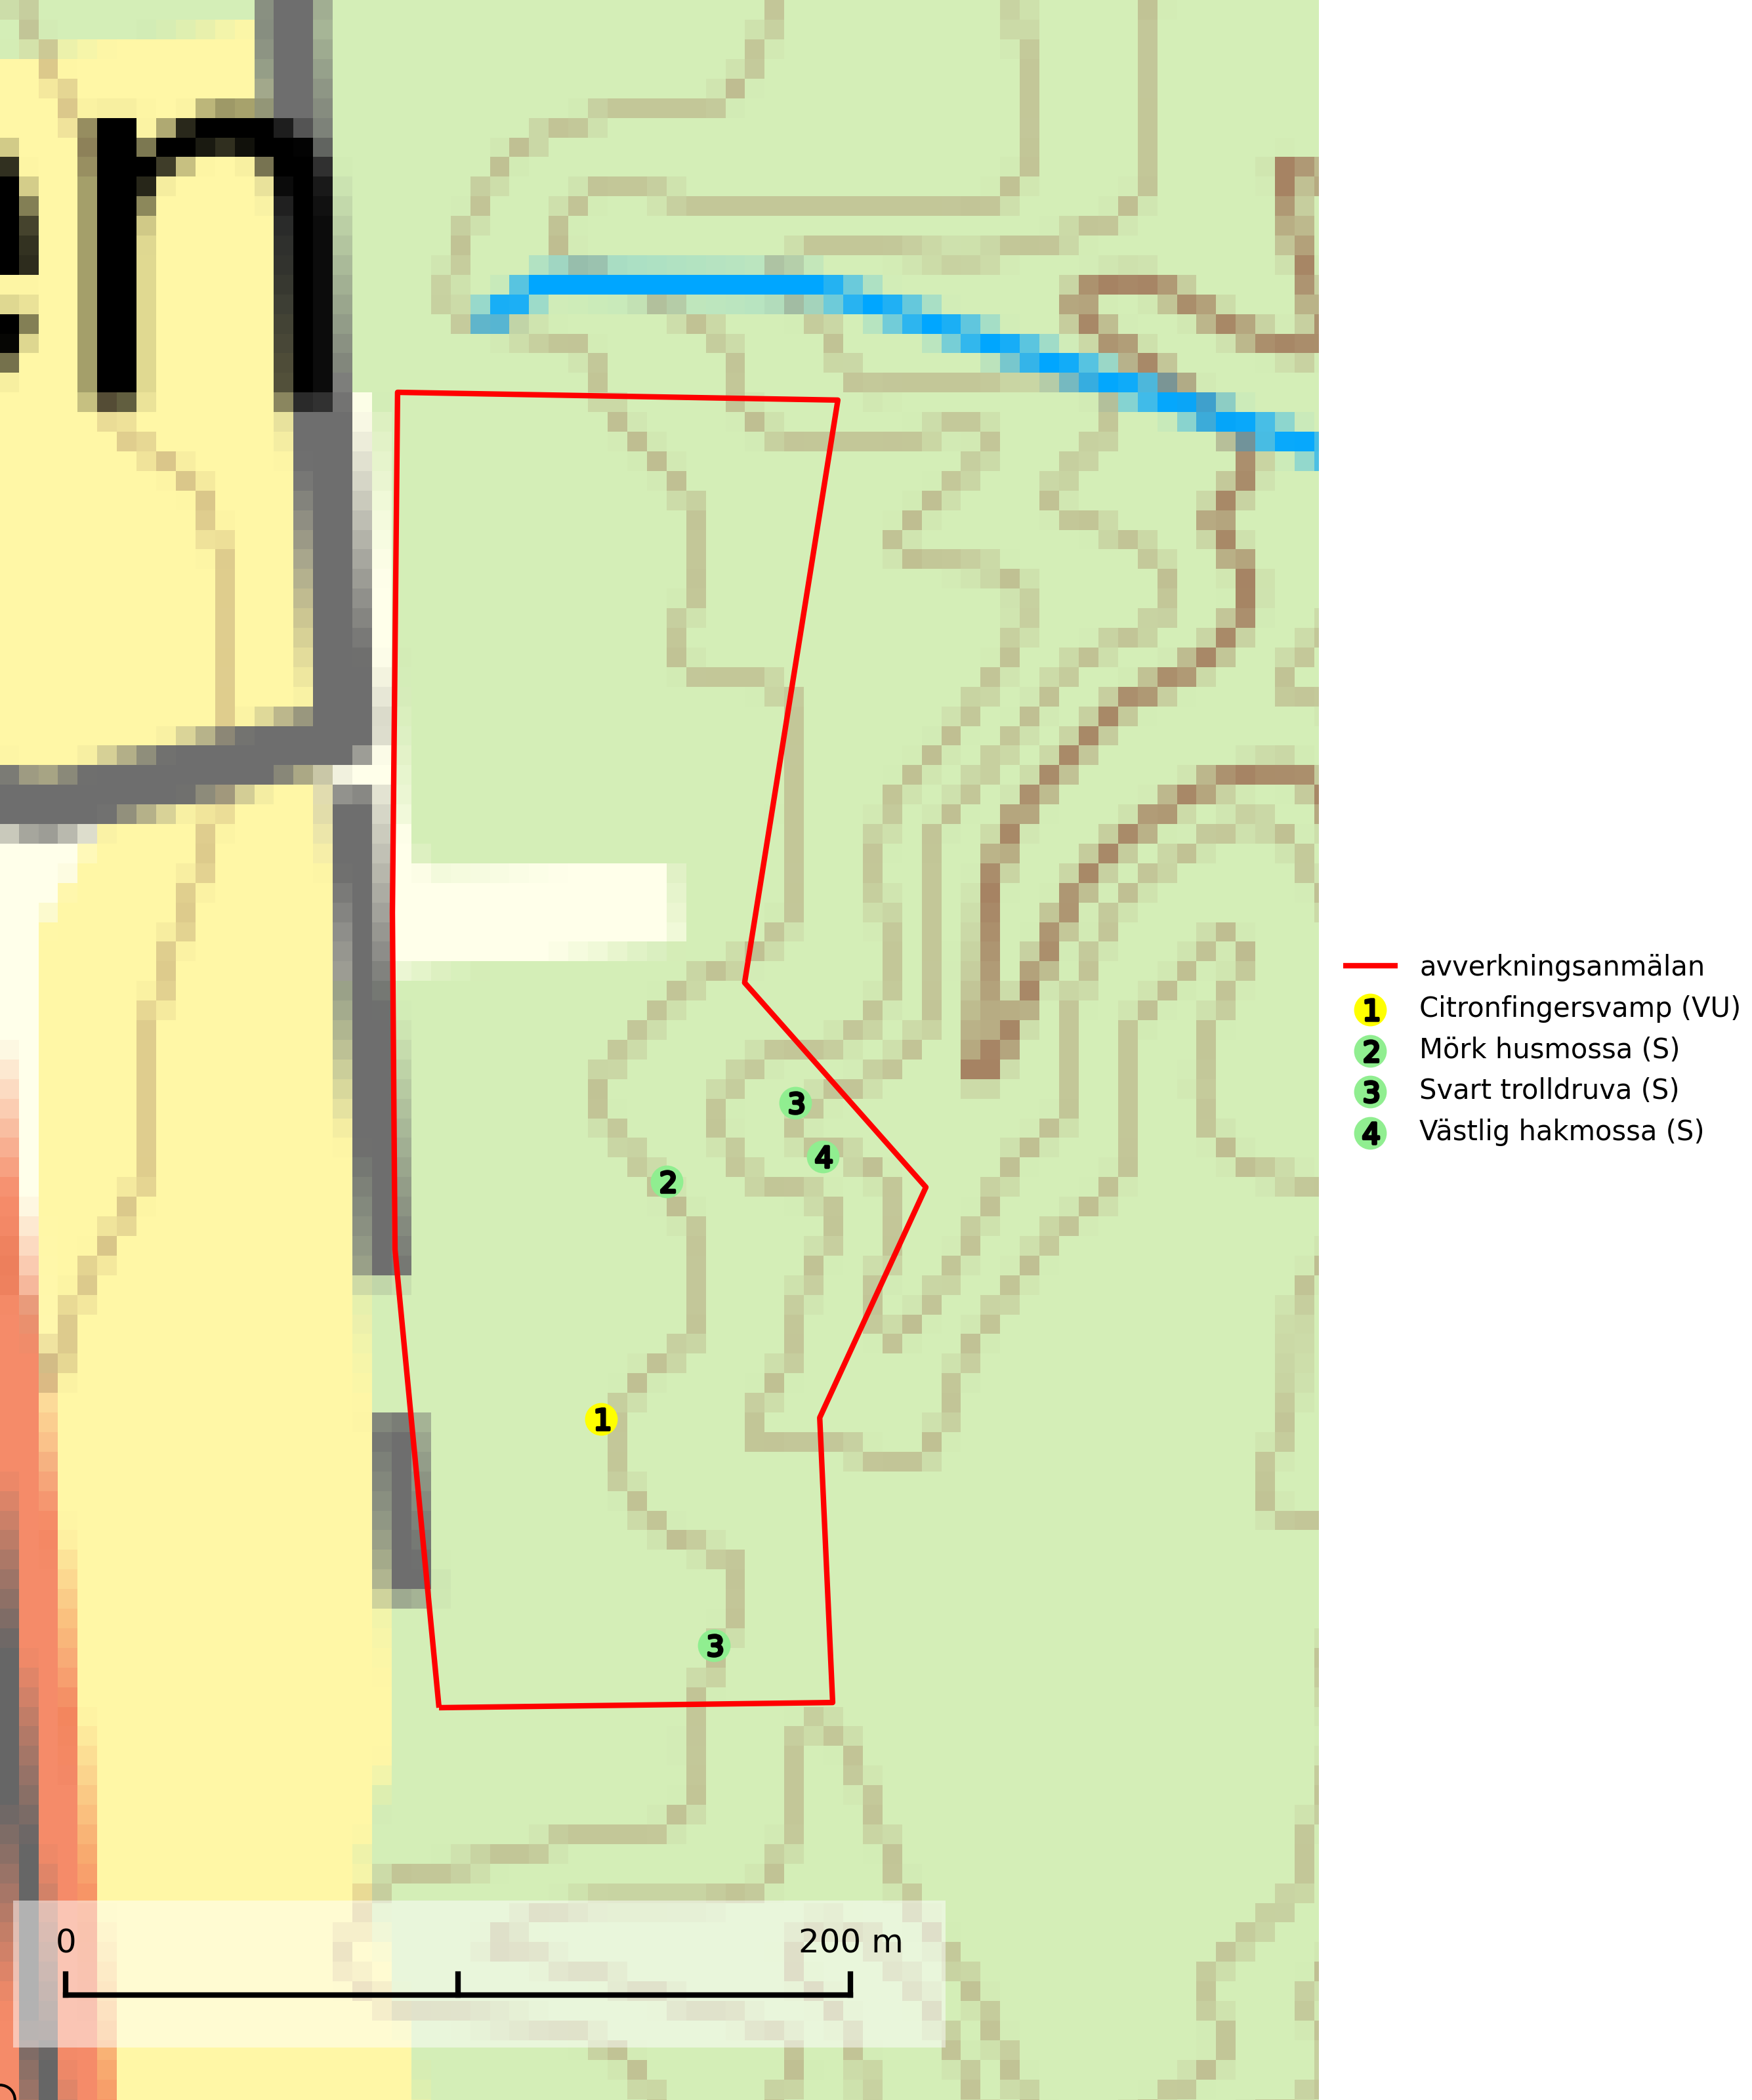 n
avverkningsanmälan
1 Citronfingersvamp (VU)
2 Mörk husmossa (S)
3 Svart trolldruva (S)
4 Västlig hakmossa (S)
3
4
2
1
3
0 200 m